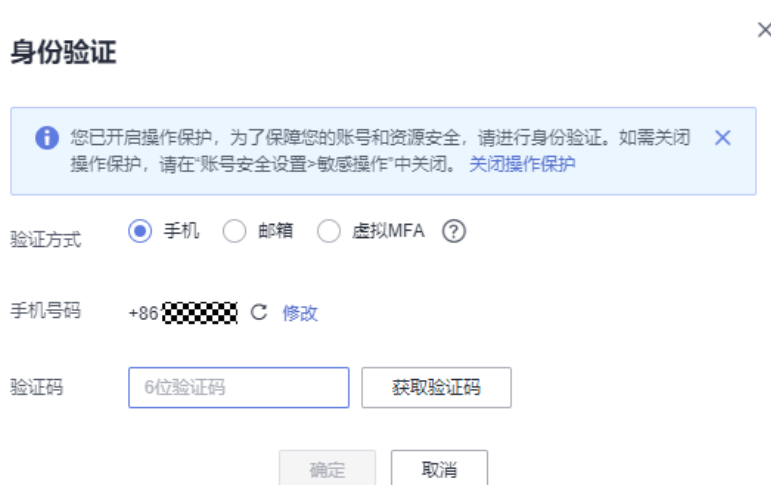 身份验证
您已开启操作保护，为了保障您的账号和资源安全，请进行身份验证。如需关闭
操作保护，请在“账号安全设置>敏感操作”中关闭。 关闭操作保护
验证方式 手机 邮箱 虚拟MFA ?
手机号码 +86 修改
验证码 6位验证码 获取验证码
确定 取消